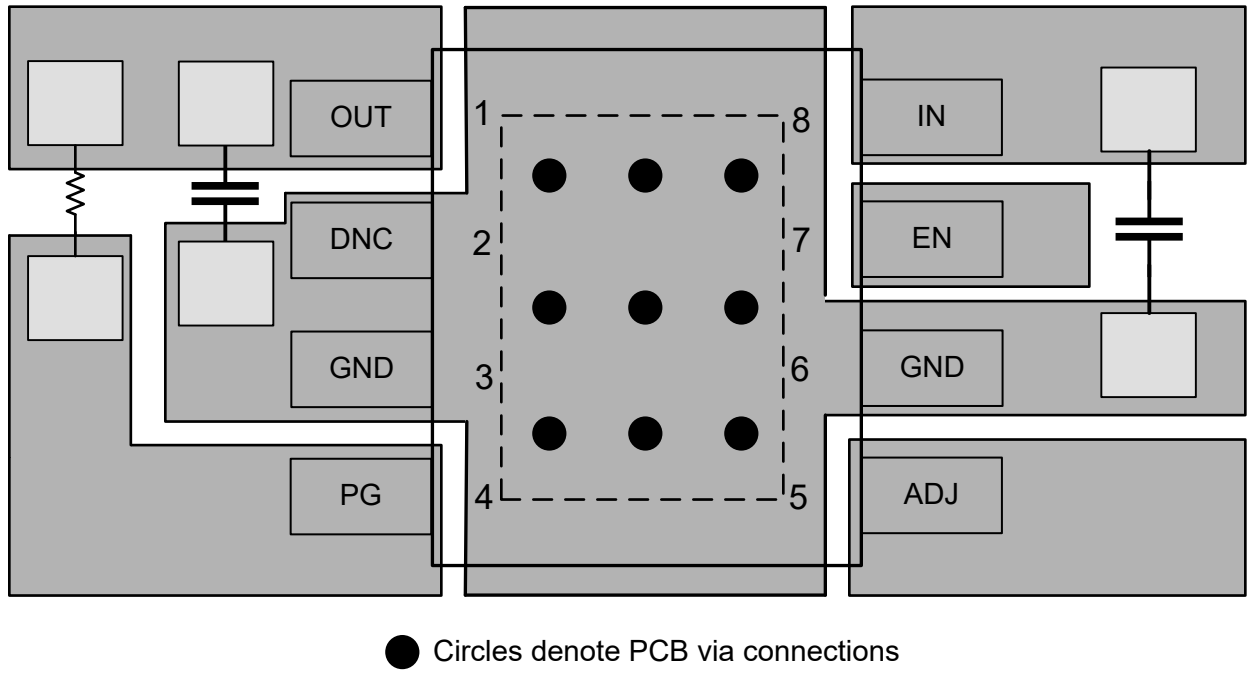 1
8
OUT
IN
DNC
2
7
EN
GND
3
6
GND
PG
4
5
ADJ
Circles denote PCB via connections